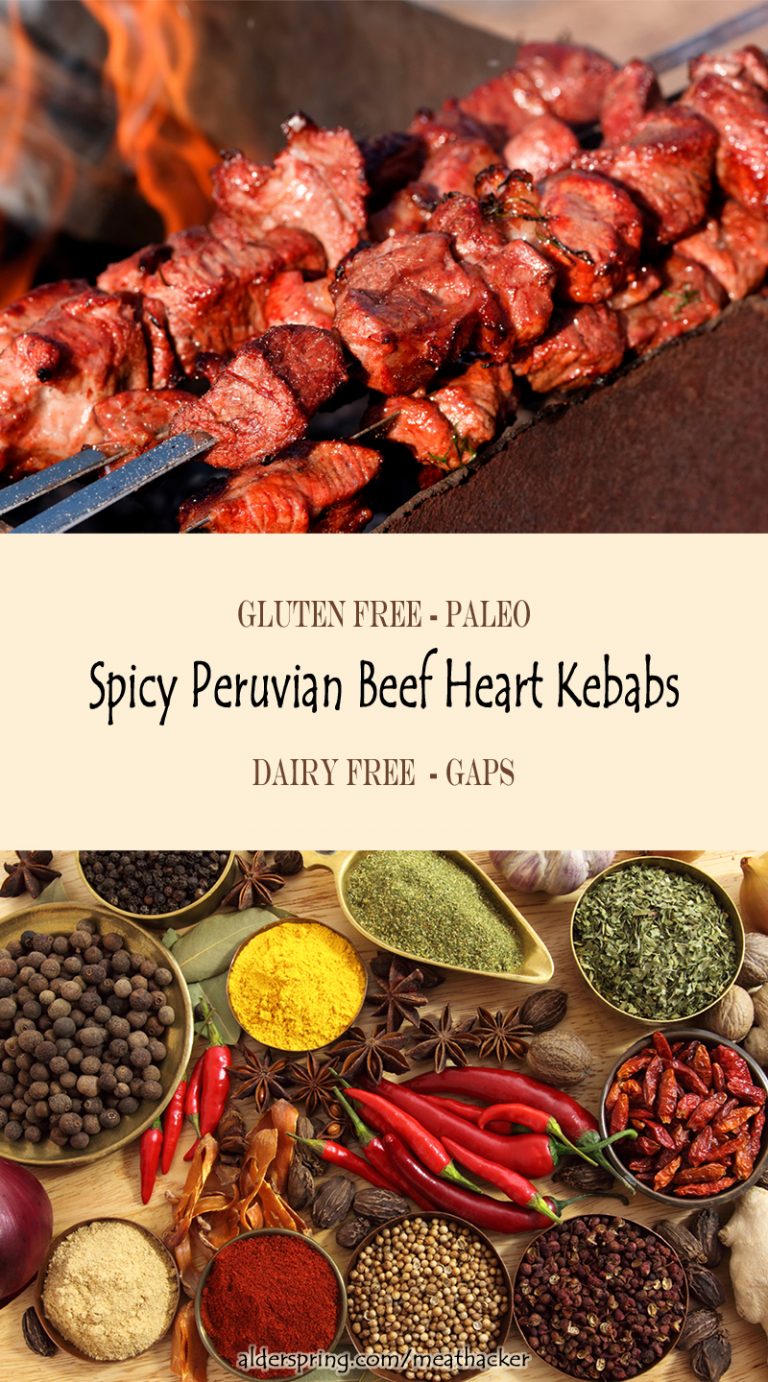 GLUTEN FREE - PALEO
Spicy Peruvian Beef Heart Kebabs
DAIRY FREE - GAPS
alderspring.com/meathacker